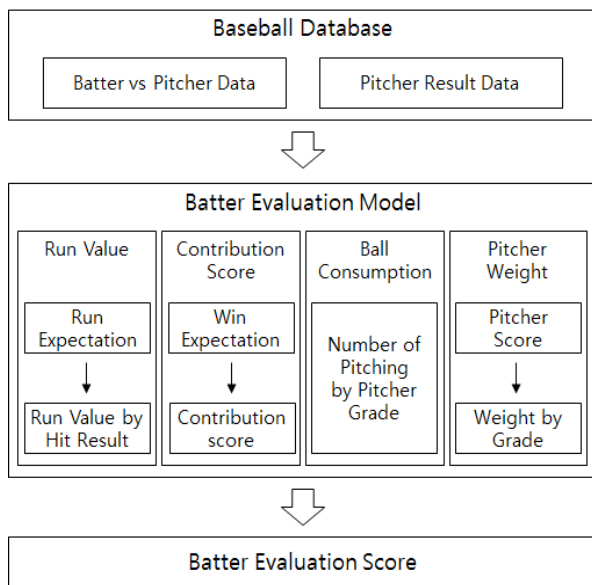 Baseball Database
Batter vs Pitcher Data
Pitcher Result Data
Batter Evaluation Model
Run Value
Run
Expectation
Run Value by
Hit Result
Contribution
Score
Win
Expectation
Contribution
score
Ball
Consumption
Number of
Pitching
by Pitcher
Grade
Pitcher
Weight
Pitcher
Score
Weight by
Grade
Batter Evaluation Score